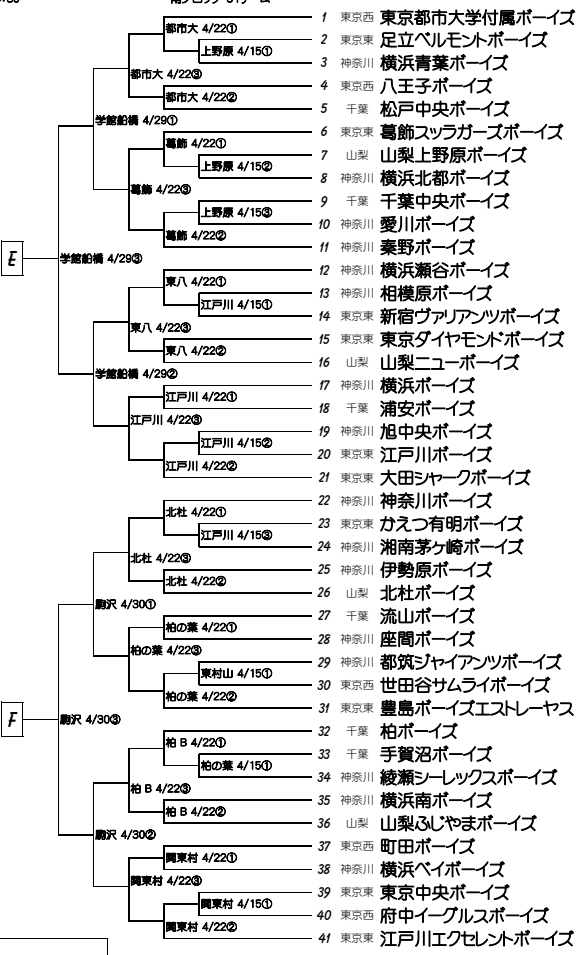 1 東京西 東京都市大学付属ボーイズ
都市大 4/22①
2 東京東 足立ベルモントボーイズ
上野原 4/15①
3 神奈川 横浜青葉ボーイズ
都市大 4/22③
4 東京西 八王子ボーイズ
都市大 4/22②
5 千葉 松戸中央ボーイズ
学館船橋 4/29①
6 東京東 葛飾スッラガーズボーイズ
葛飾 4/22①
7 山梨 山梨上野原ボーイズ
上野原 4/15②
8 神奈川 横浜北都ボーイズ
葛飾 4/22③
9 千葉 千葉中央ボーイズ
上野原 4/15③
10 神奈川 愛川ボーイズ
葛飾 4/22②
11 神奈川 秦野ボーイズ
E
学館船橋 4/29③
12 神奈川 横浜瀬谷ボーイズ
東八 4/22①
13 神奈川 相模原ボーイズ
江戸川 4/15①
14 東京東 新宿ヴァリアンツボーイズ
東八 4/22③
15 東京東 東京ダイヤモンドボーイズ
東八 4/22②
16 山梨 山梨ニューボーイズ
学館船橋 4/29②
17 神奈川 横浜ボーイズ
江戸川 4/22①
18 千葉 浦安ボーイズ
江戸川 4/22③
19 神奈川 旭中央ボーイズ
江戸川 4/15②
20 東京東 江戸川ボーイズ
江戸川 4/22②
21 東京東 大田シャークボーイズ
22 神奈川 神奈川ボーイズ
北杜 4/22①
23 東京東 かえつ有明ボーイズ
江戸川 4/15③
24 神奈川 湘南茅ヶ崎ボーイズ
北杜 4/22③
25 神奈川 伊勢原ボーイズ
北杜 4/22②
26 山梨 北杜ボーイズ
駒沢 4/30①
27 千葉 流山ボーイズ
柏の葉 4/22①
28 神奈川 座間ボーイズ
柏の葉 4/22③
29 神奈川 都筑ジャイアンツボーイズ
東村山 4/15①
30 東京西 世田谷サムライボーイズ
柏の葉 4/22②
31 東京東 豊島ボーイズエストレーヤス
F
駒沢 4/30③
32 千葉 柏ボーイズ
柏 B 4/22①
33 千葉 手賀沼ボーイズ
柏の葉 4/15①
34 神奈川 綾瀬シーレックスボーイズ
柏 B 4/22③
35 神奈川 横浜南ボーイズ
柏 B 4/22②
36 山梨 山梨ふじやまボーイズ
駒沢 4/30②
37 東京西 町田ボーイズ
関東村 4/22①
38 神奈川 横浜ベイボーイズ
関東村 4/22③
39 東京東 東京中央ボーイズ
関東村 4/15①
40 東京西 府中イーグルスボーイズ
関東村 4/22②
41 東京東 江戸川エクセレントボーイズ